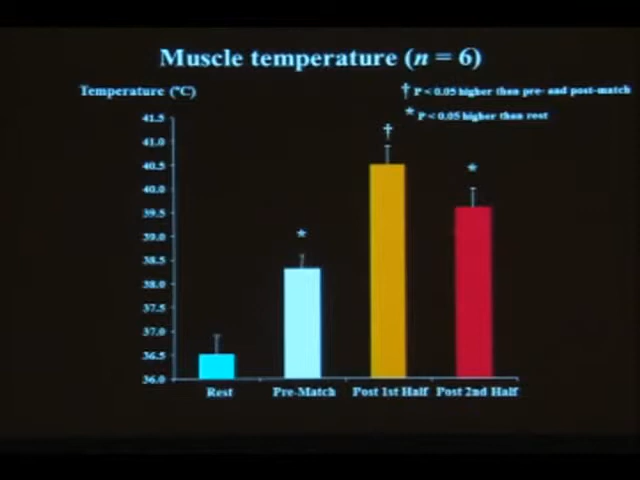 Muscle temperature (n = 6)
Temperature (ºC)
† P < 0.05 higher than pre- and post-match
* P < 0.05 higher than rest
41.5
41.0
40.5
40.0
39.5
39.0
38.5
38.0
37.5
37.0
36.5
36.0
†
*
*
Rest
Pre-Match
Post 1st Half
Post 2nd Half